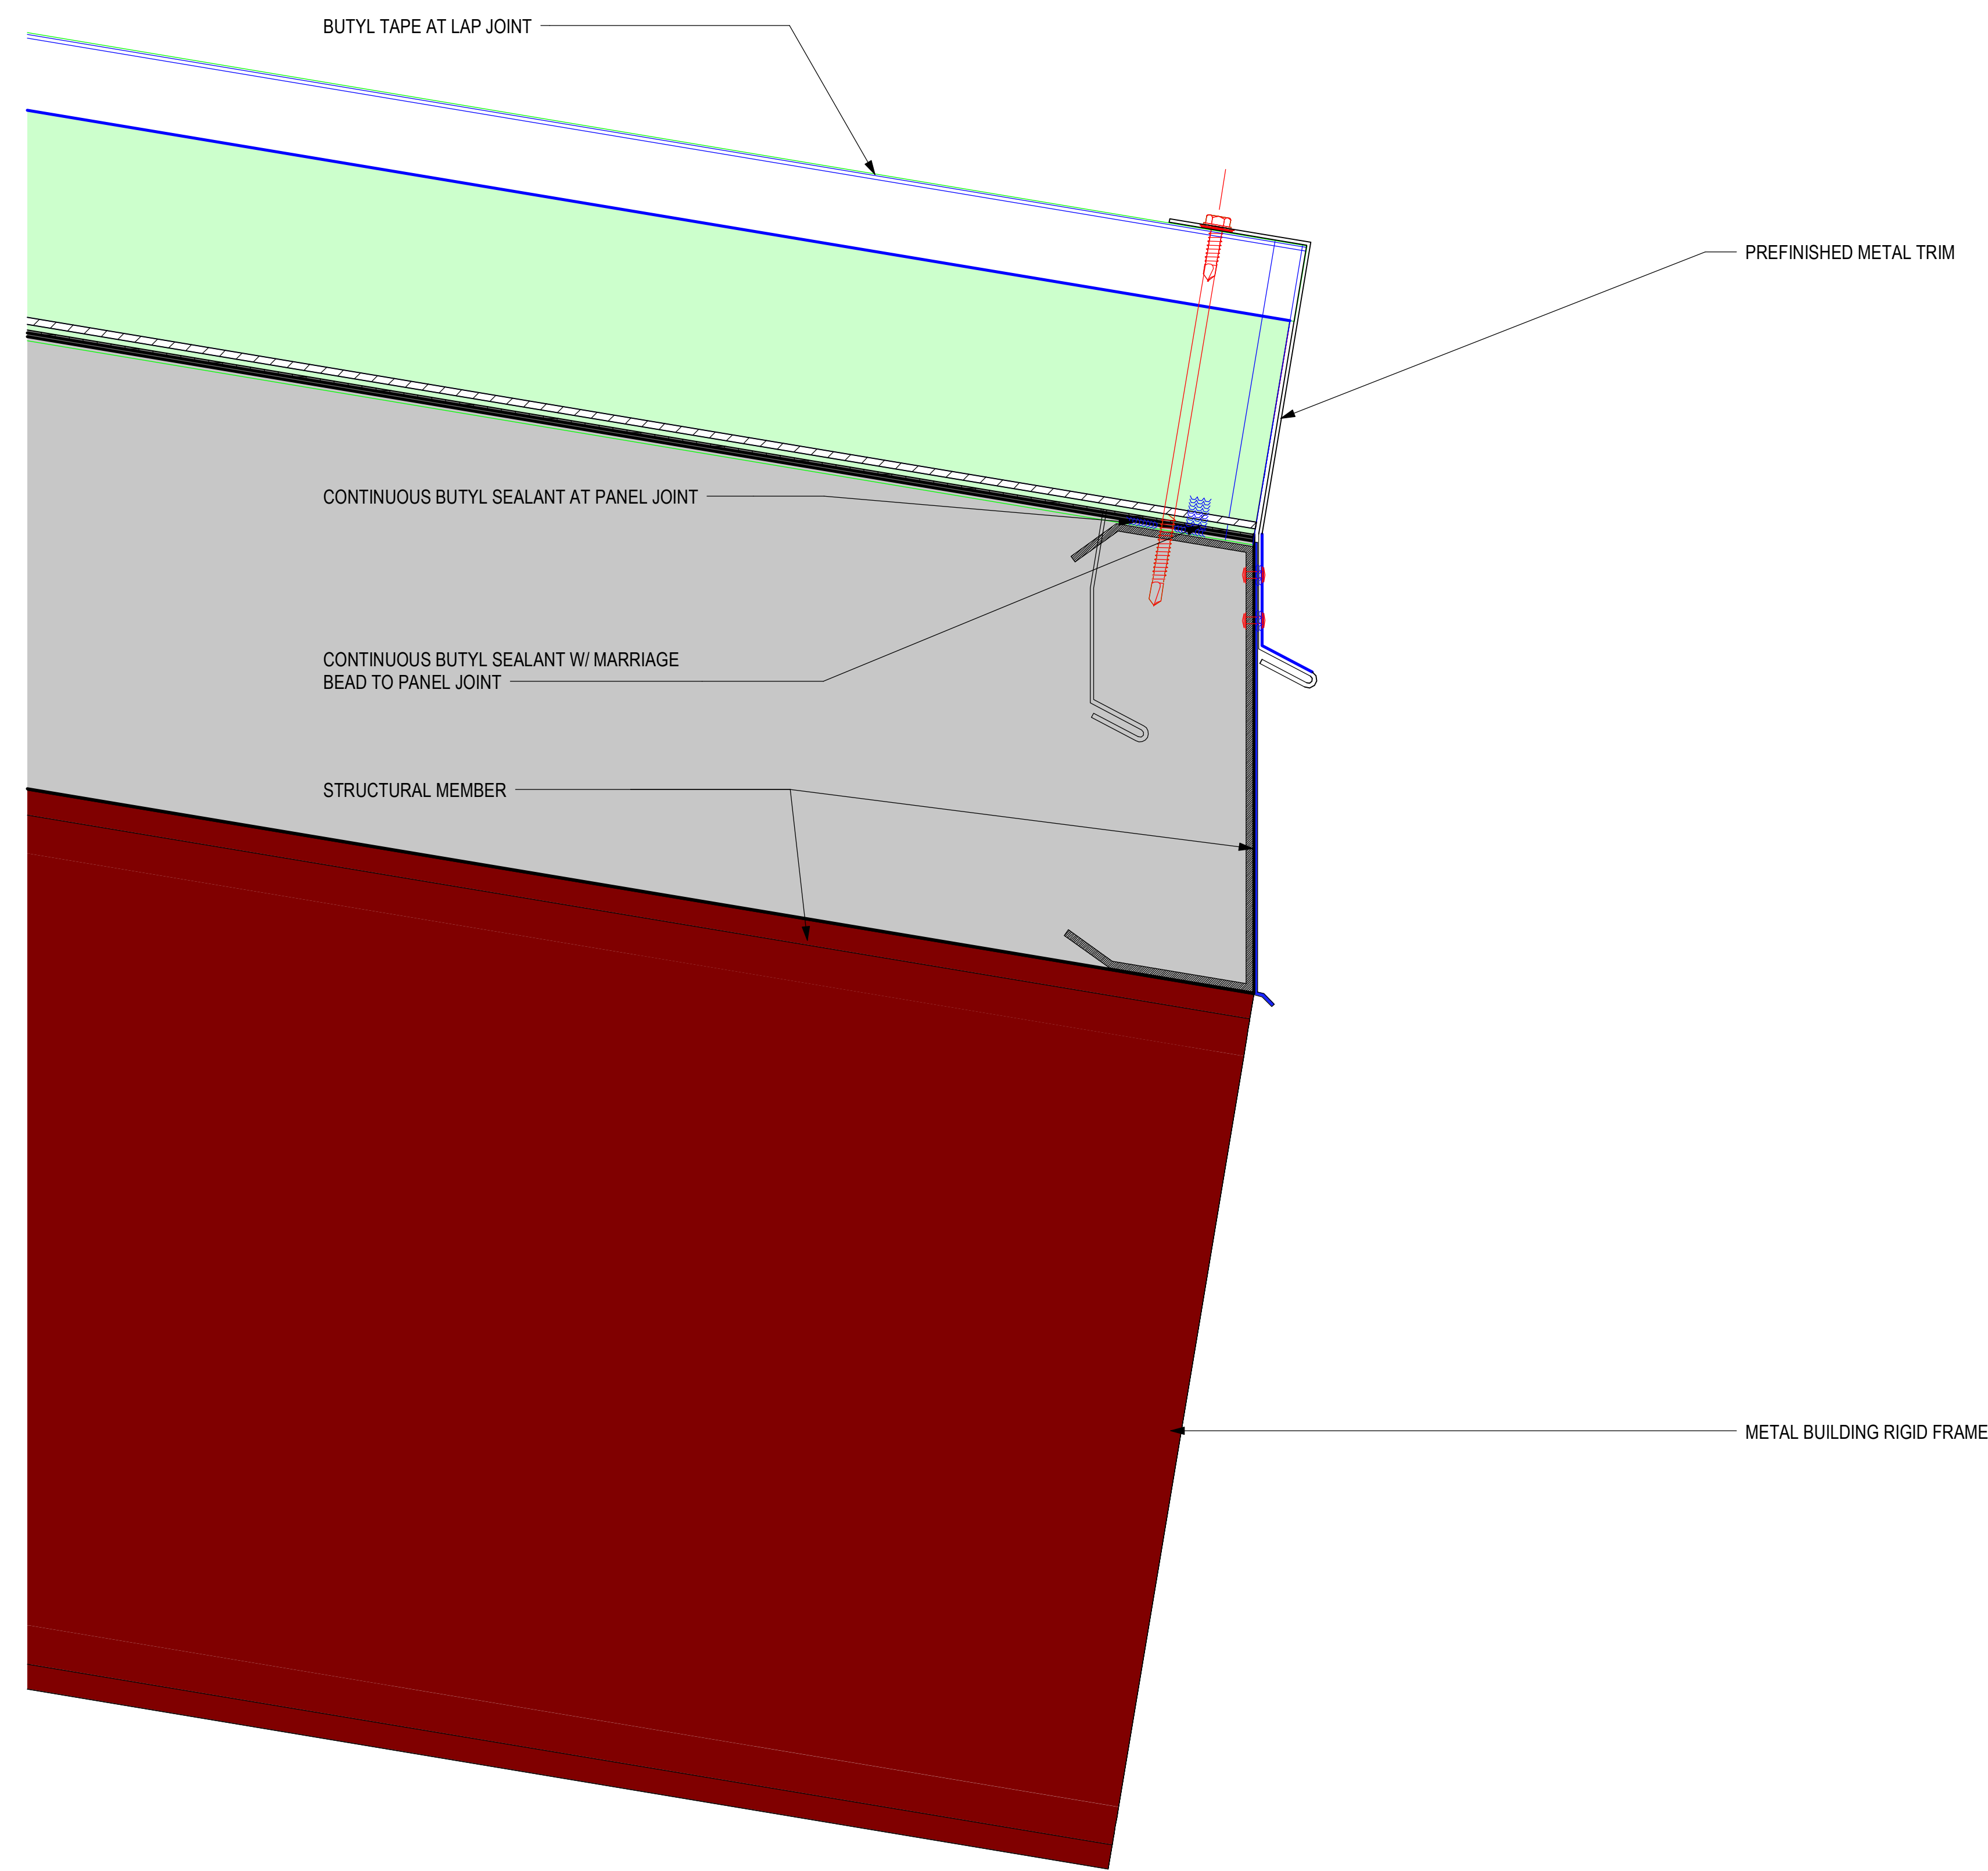 BUTYL TAPE AT LAP JOINT
PREFINISHED METAL TRIM
CONTINUOUS BUTYL SEALANT AT PANEL JOINT
CONTINUOUS BUTYL SEALANT W/ MARRIAGE
BEAD TO PANEL JOINT
STRUCTURAL MEMBER
METAL BUILDING RIGID FRAME